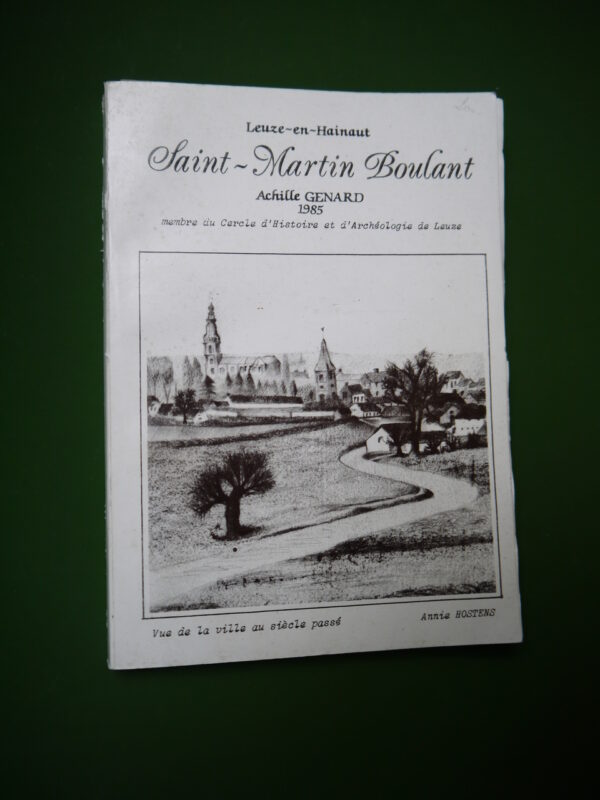 Leuze-en-Hainaut
Saint-Martin Boulant
Achille GENARD
1985
membre du Cercle d'Histoire et d'Archéologie de Leuze
Vue de la ville au siècle passé
Annie HOSTENS